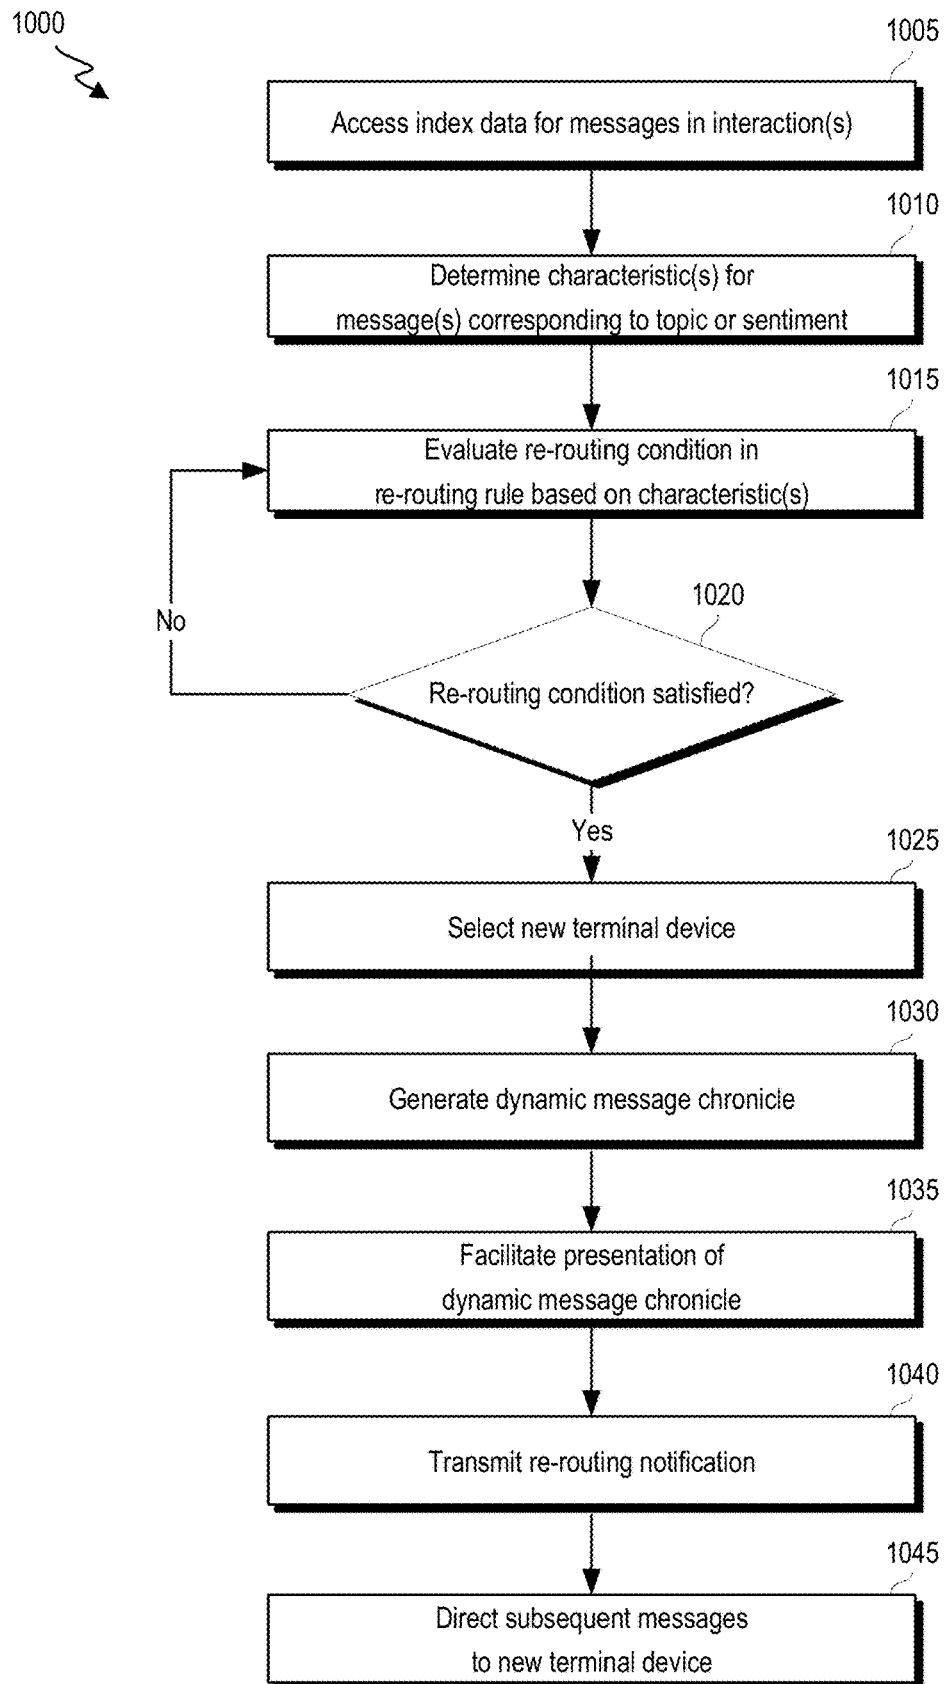 1000
1005
Access index data for messages in interaction(s)
1010
Determine characteristic(s) for
message(s) corresponding to topic or sentiment
1015
Evaluate re-routing condition in
re-routing rule based on characteristic(s)
1020
No
Re-routing condition satisfied?
Yes
1025
Select new terminal device
1030
Generate dynamic message chronicle
1035
Facilitate presentation of
dynamic message chronicle
1040
Transmit re-routing notification
1045
Direct subsequent messages
to new terminal device